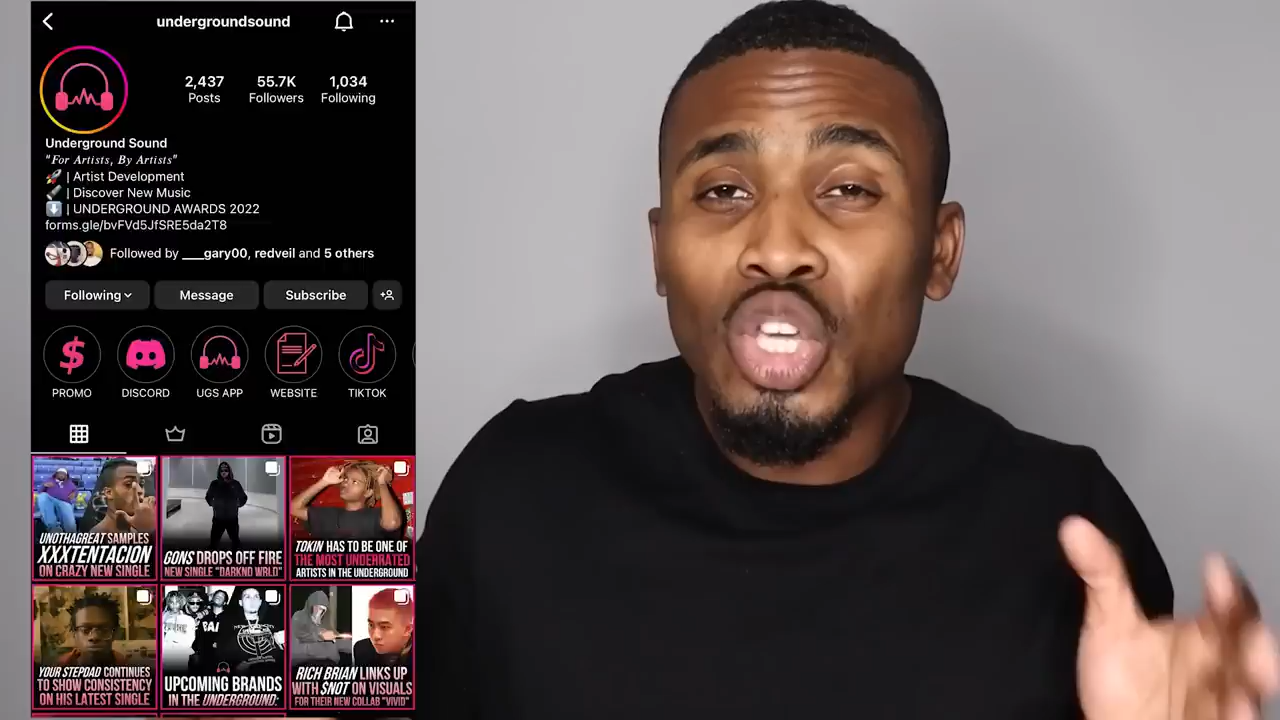 undergroundsound
2,437 55.7K 1,034
Posts Followers Following
Underground Sound
"For Artists, By Artists"
| Artist Development
| Discover New Music
| UNDERGROUND AWARDS 2022
forms.gle/bvFVd5JfSRE5da2T8
Followed by ___gary00, redveil and 5 others
Following Message Subscribe
PROMO DISCORD UGS APP WEBSITE TIKTOK
UNOTHAGREAT SAMPLES
XXXTENTACION
ON CRAZY NEW SINGLE
GONS DROPS OFF FIRE
NEW SINGLE "DARKND WRLD"
TOKIN HAS TO BE ONE OF
THE MOST UNDERRATED
ARTISTS IN THE UNDERGROUND
YOUR STEPDAD CONTINUES
TO SHOW CONSISTENCY
ON HIS LATEST SINGLE
UPCOMING BRANDS
IN THE UNDERGROUND:
RICH BRIAN LINKS UP
WITH $NOT ON VISUALS
FOR THEIR NEW COLLAB "VIVID"